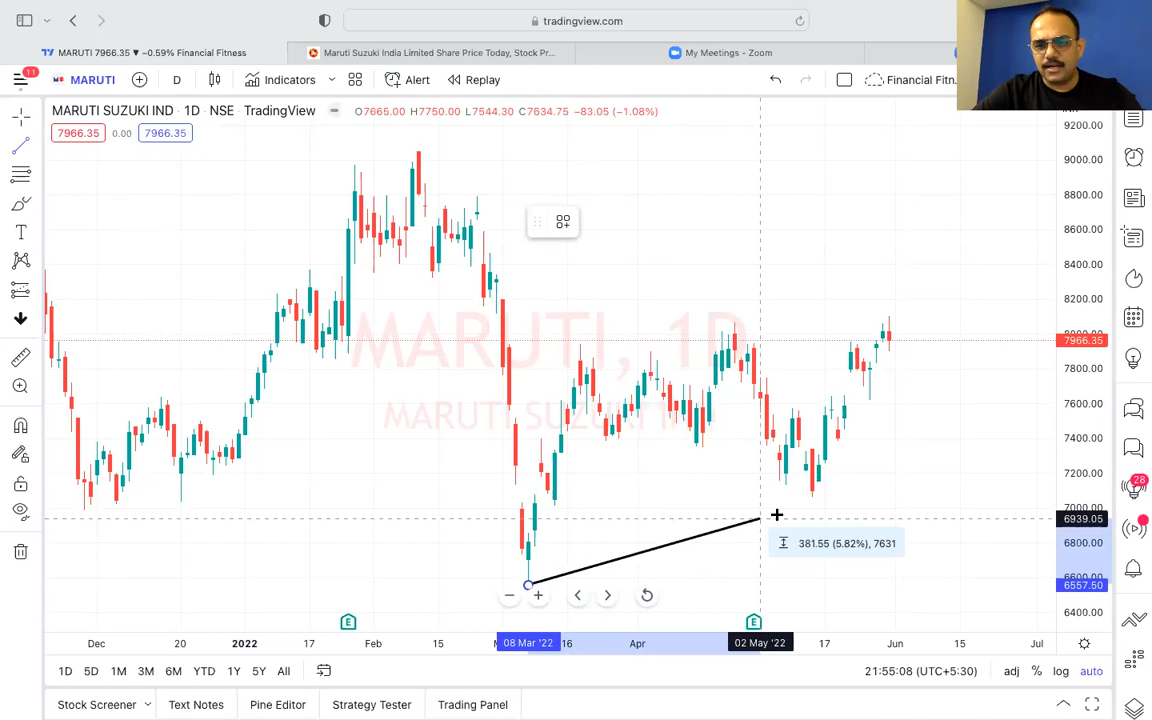 tradingview.com
MARUTI 7966.35 ▼ −0.59% Financial Fitness
Maruti Suzuki India Limited Share Price Today, Stock Pr...
My Meetings - Zoom
11
MARUTI
D
Indicators
Alert
Replay
Financial Fitn..
MARUTI SUZUKI IND · 1D · NSE TradingView
O7665.00 H7750.00 L7544.30 C7634.75 −83.05 (−1.08%)
7966.35 0.00 7966.35
MARUTI, 1D
MARUTI SUZUKI
9200.00
9000.00
8800.00
8600.00
8400.00
8200.00
8000.00
7966.35
7800.00
7600.00
7400.00
7200.00
7000.00
6939.05
6800.00
6600.00
6557.50
6400.00
381.55 (5.82%), 7631
28
E
E
Dec 20 2022 17 Feb 15 08 Mar '22 16 Apr 02 May '22 17 Jun 15 Jul
1D 5D 1M 3M 6M YTD 1Y 5Y All
21:55:08 (UTC+5:30)
adj % log auto
Stock Screener
Text Notes
Pine Editor
Strategy Tester
Trading Panel